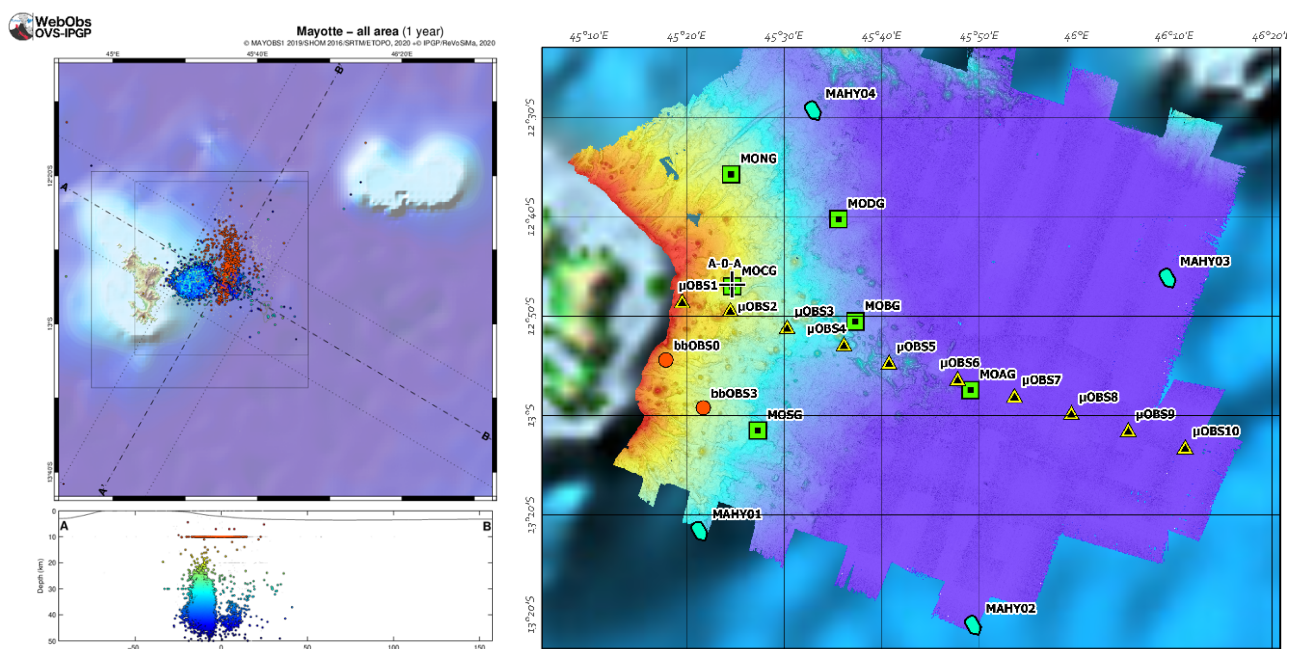 WebObs
OVS-IPGP
Mayotte – all area (1 year)
© MAYOBS1 2019/SHOM 2016/SRTM/ETOPO, 2020 – © IPGP/ReVoSiMa, 2020
45°E
45°40'E
46°20'E
B'
12°20'S
A
13°S
B
13°40'S
A'
A
B
0
10
20
30
40
50
Depth (km)
−50
0
50
100
150
45°10'E
45°20'E
45°30'E
45°40'E
45°50'E
46°E
46°10'E
46°20'
12°30'S
12°40'S
12°50'S
13°S
13°20'S
MAHY04
MONG
MODG
A-0-A
MOCG
MAHY03
µOBS1
µOBS2
µOBS3
MOBG
µOBS4
bbOBS0
µOBS5
µOBS6
MOAG
µOBS7
bbOBS3
µOBS8
MOSG
µOBS9
µOBS10
MAHY01
MAHY02